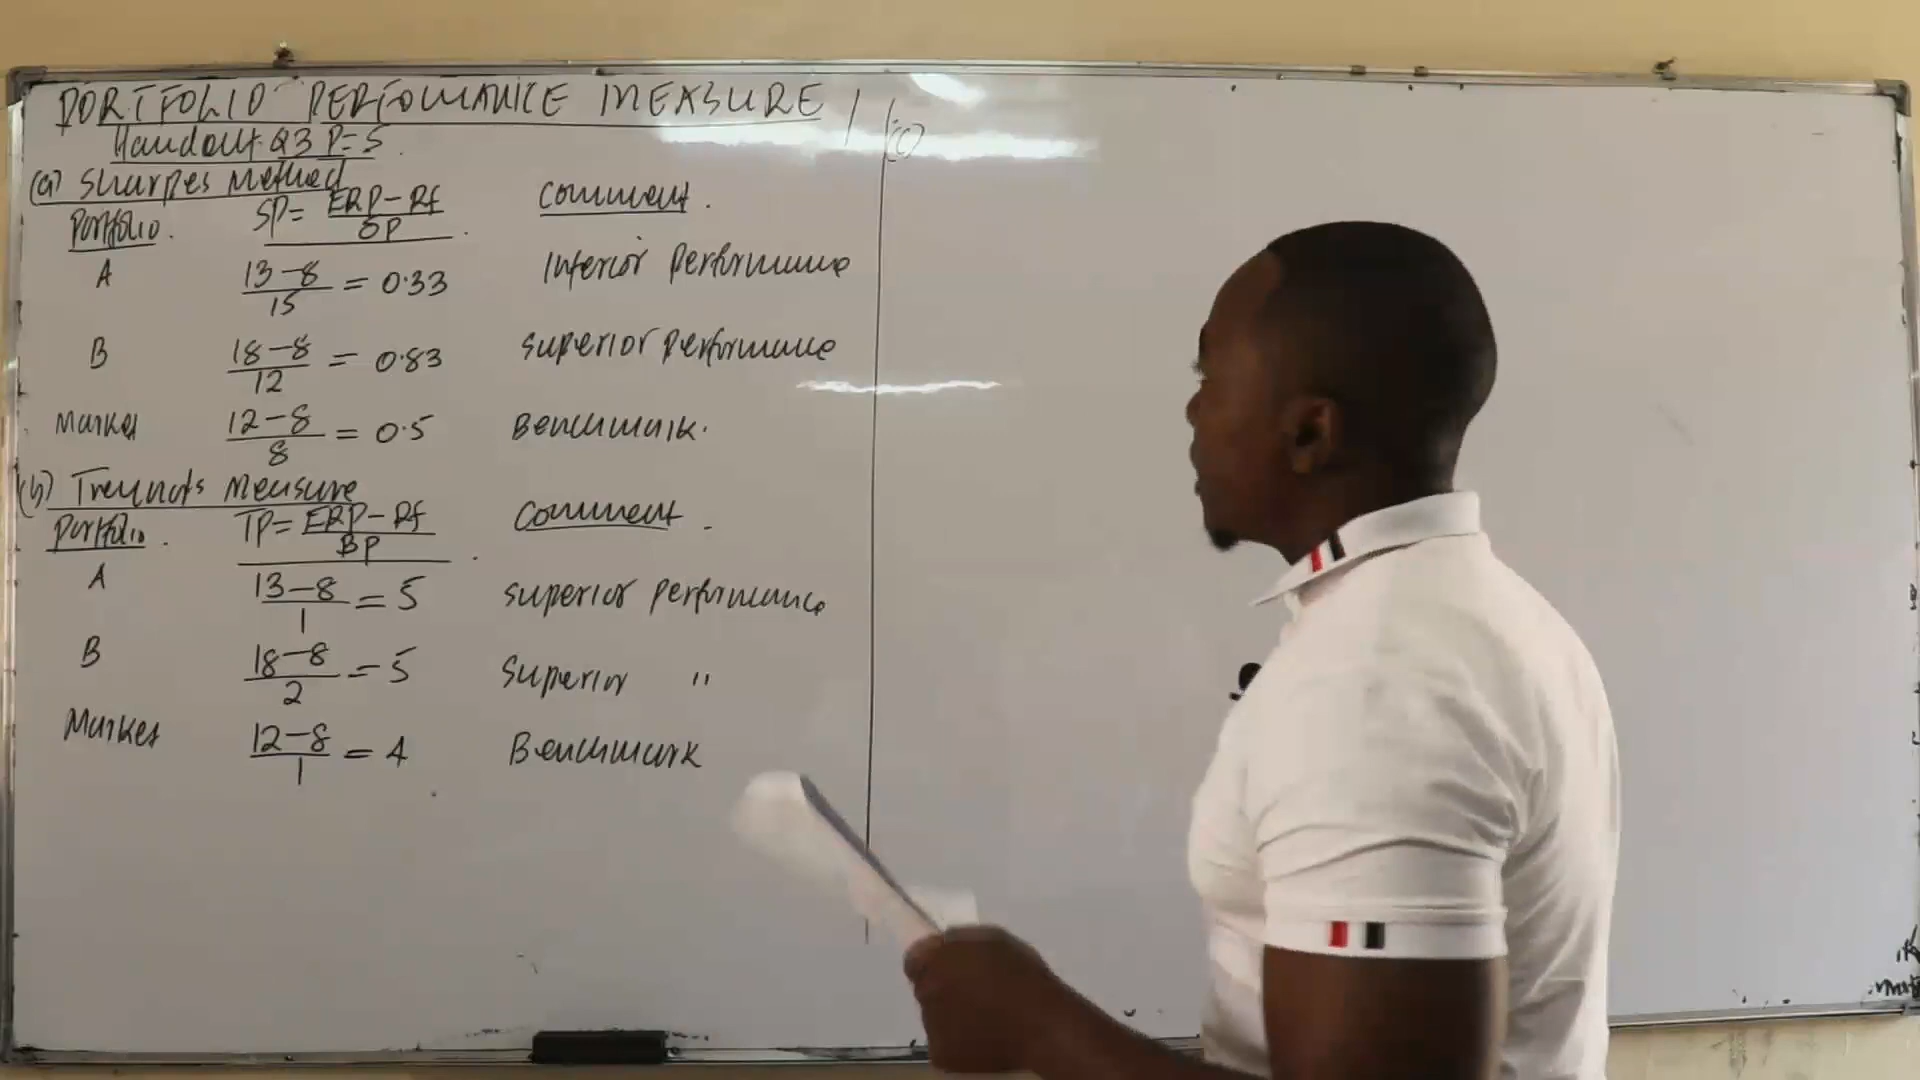 PORTFOLIO PERFOMANCE MEASURE
Handout Q3 P=5
(a) Sharpes Method
Portfolio. SP= ERP-Rf / δP Comment.
A 13-8 / 15 = 0.33 Inferior performance
B 18-8 / 12 = 0.83 superior performance
Market 12-8 / 8 = 0.5 Benchmark.
(b) Treynors Measure
Portfolio. TP= ERP-Rf / BP Comment.
A 13-8 / 1 = 5 superior performance
B 18-8 / 2 = 5 Superior "
Market 12-8 / 1 = 4 Benchmark
(c)